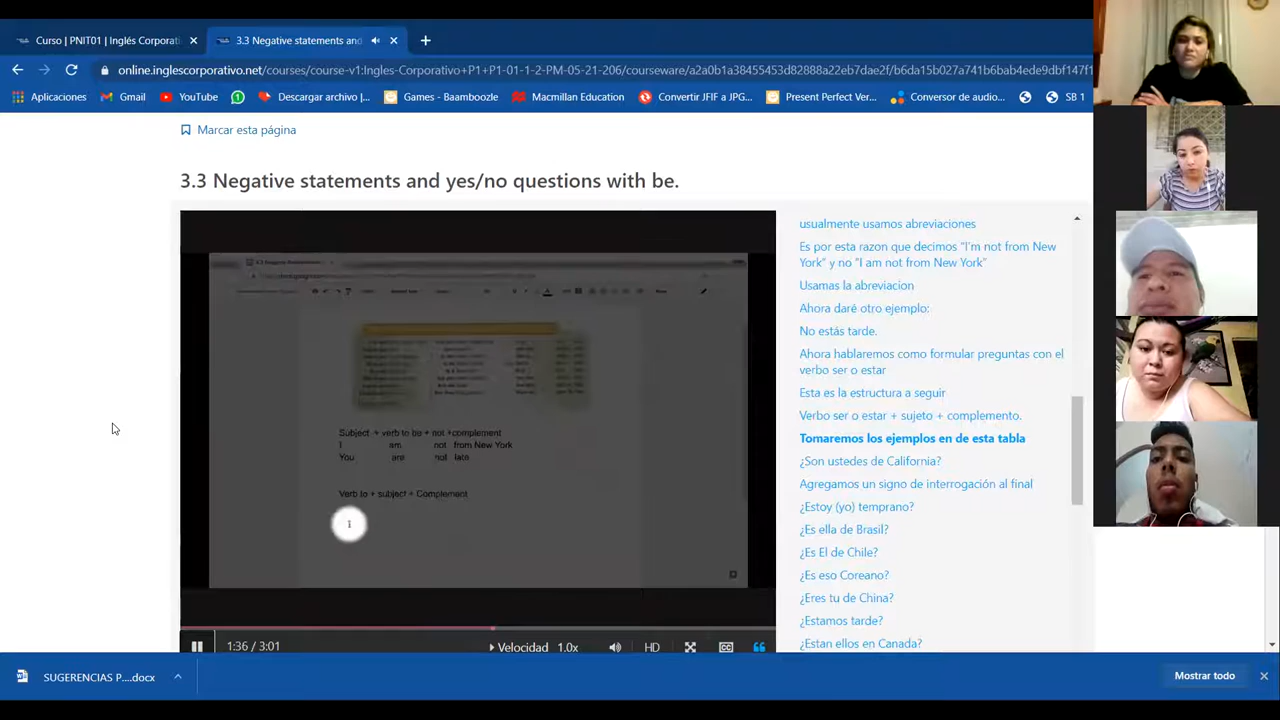 Curso | PNIT01 | Inglés Corporati
3.3 Negative statements and
online.inglescorporativo.net/courses/course-v1:Ingles-Corporativo+P1+P1-01-1-2-PM-05-21-206/courseware/a2a0b1a38455453d82888a22eb7dae2f/b6da15b027a741b6bab4ede9dbf147f1
Aplicaciones
Gmail
YouTube
Descargar archivo |...
Games - Baamboozle
Macmillan Education
Convertir JFIF a JPG...
Present Perfect Ver...
Conversor de audio...
SB 1
Marcar esta página
3.3 Negative statements and yes/no questions with be.
Subject + verb to be + not +complement
I am not from New York
You are not late
Verb to + subject + Complement
usualmente usamos abreviaciones
Es por esta razon que decimos "I'm not from New
York" y no "I am not from New York"
Usamas la abreviacion
Ahora daré otro ejemplo:
No estás tarde.
Ahora hablaremos como formular preguntas con el
verbo ser o estar
Esta es la estructura a seguir
Verbo ser o estar + sujeto + complemento.
Tomaremos los ejemplos en de esta tabla
¿Son ustedes de California?
Agregamos un signo de interrogación al final
¿Estoy (yo) temprano?
¿Es ella de Brasil?
¿Es El de Chile?
¿Es eso Coreano?
¿Eres tu de China?
¿Estamos tarde?
¿Estan ellos en Canada?
1:36 / 3:01
Velocidad 1.0x
HD
SUGERENCIAS P....docx
Mostrar todo